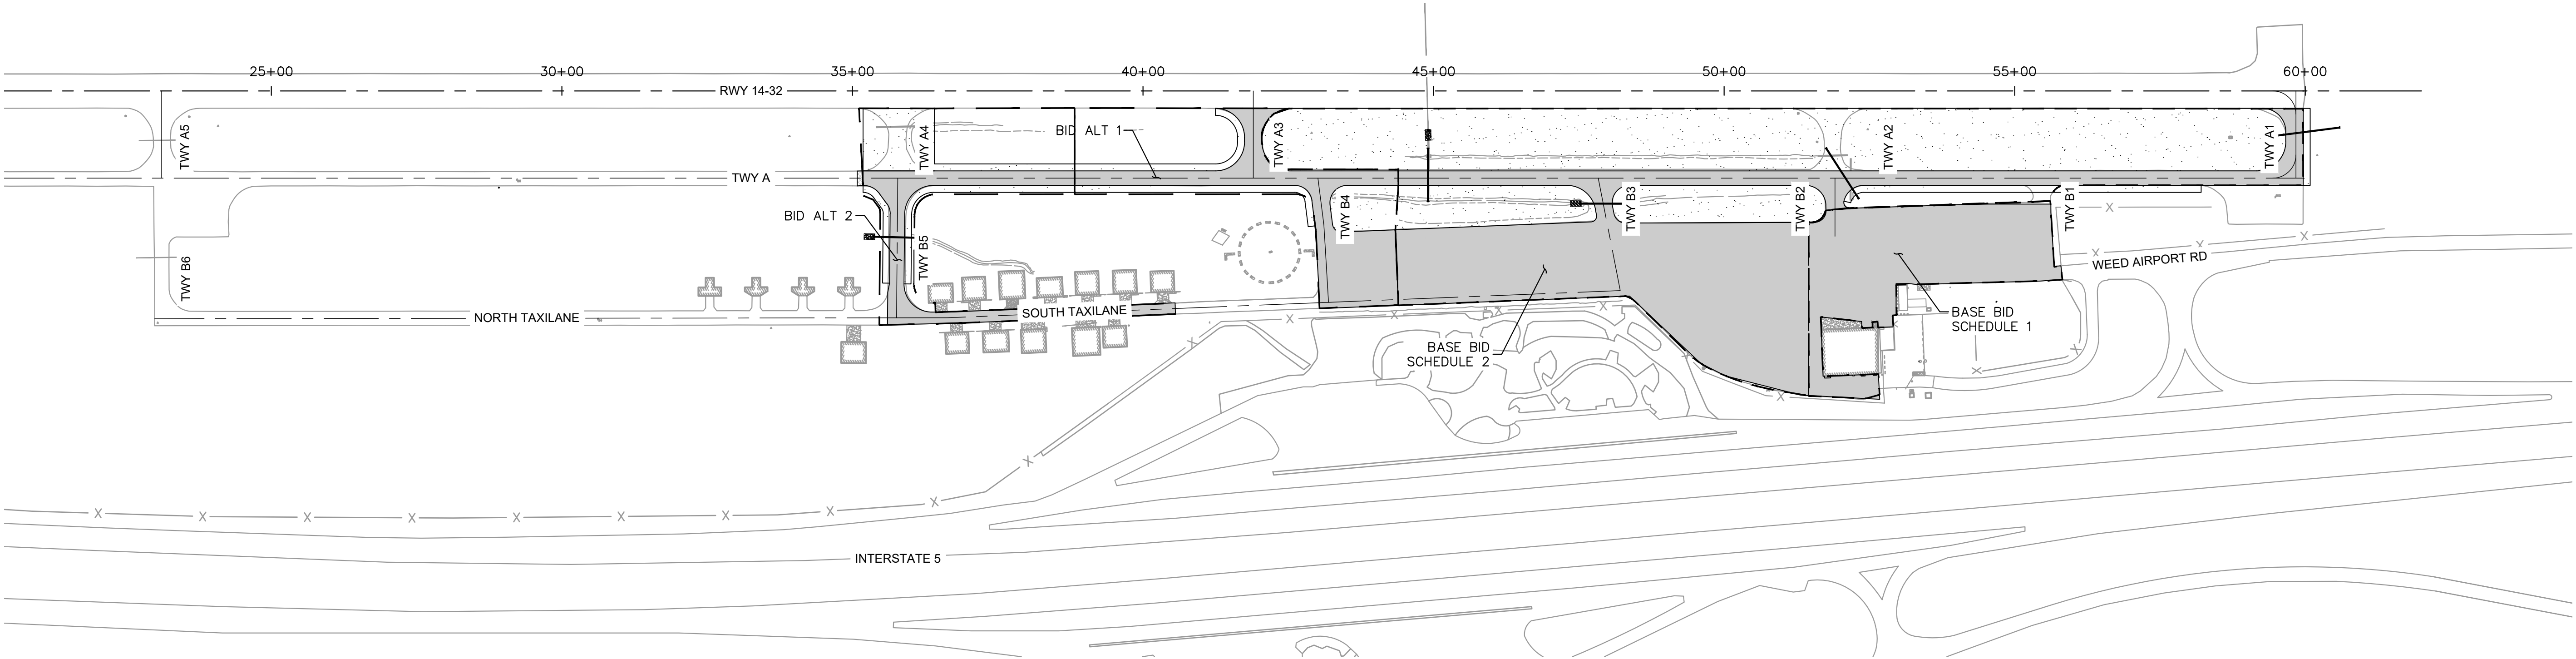 25+00
30+00
35+00
40+00
45+00
50+00
55+00
60+00
RWY 14-32
TWY A5
TWY A4
BID ALT 1
TWY A3
TWY A2
TWY A1
TWY A
BID ALT 2
TWY B6
TWY B5
TWY B4
TWY B3
TWY B2
TWY B1
WEED AIRPORT RD
NORTH TAXILANE
SOUTH TAXILANE
BASE BID
SCHEDULE 1
BASE BID
SCHEDULE 2
INTERSTATE 5